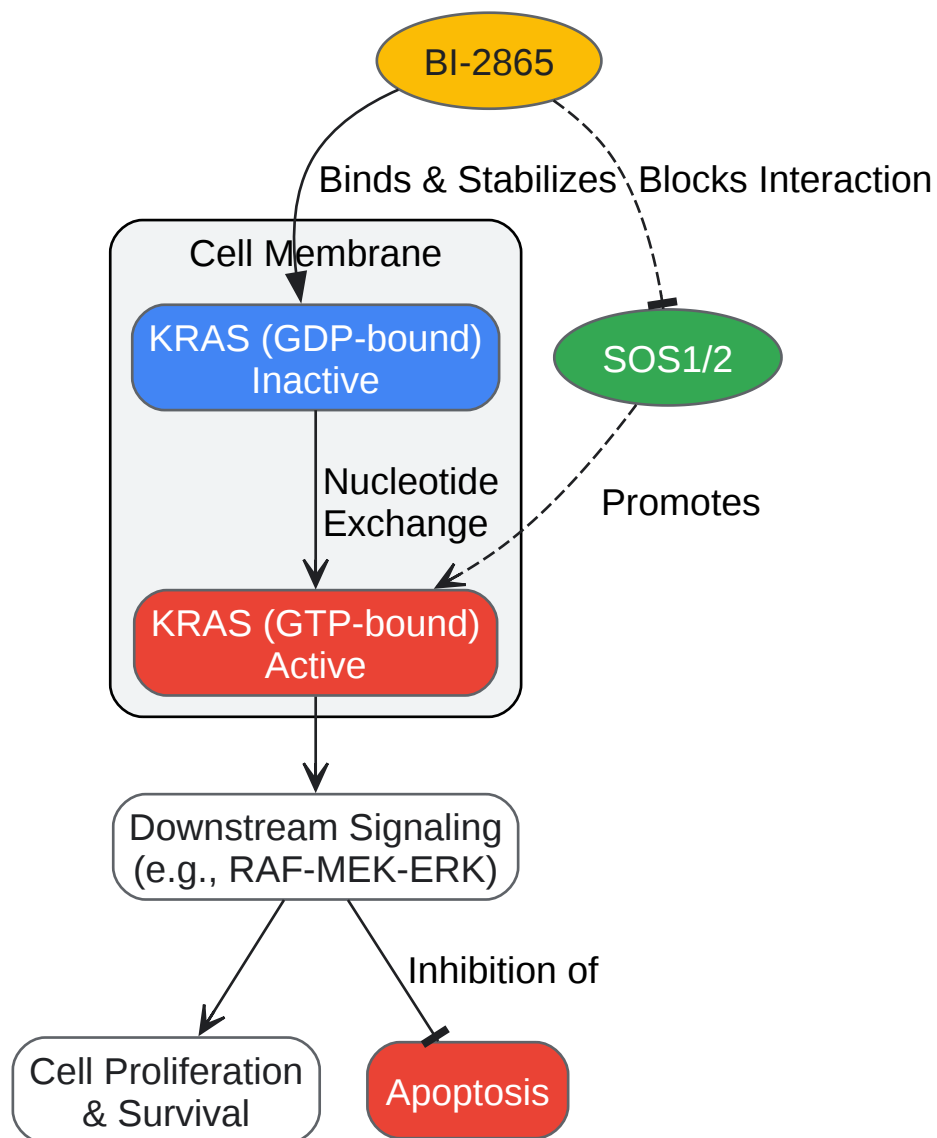 BI-2865
Binds & Stabilizes
Blocks Interaction
Cell Membrane
KRAS (GDP-bound)
Inactive
SOS1/2
Nucleotide
Exchange
Promotes
KRAS (GTP-bound)
Active
Downstream Signaling
(e.g., RAF-MEK-ERK)
Inhibition of
Cell Proliferation
& Survival
Apoptosis